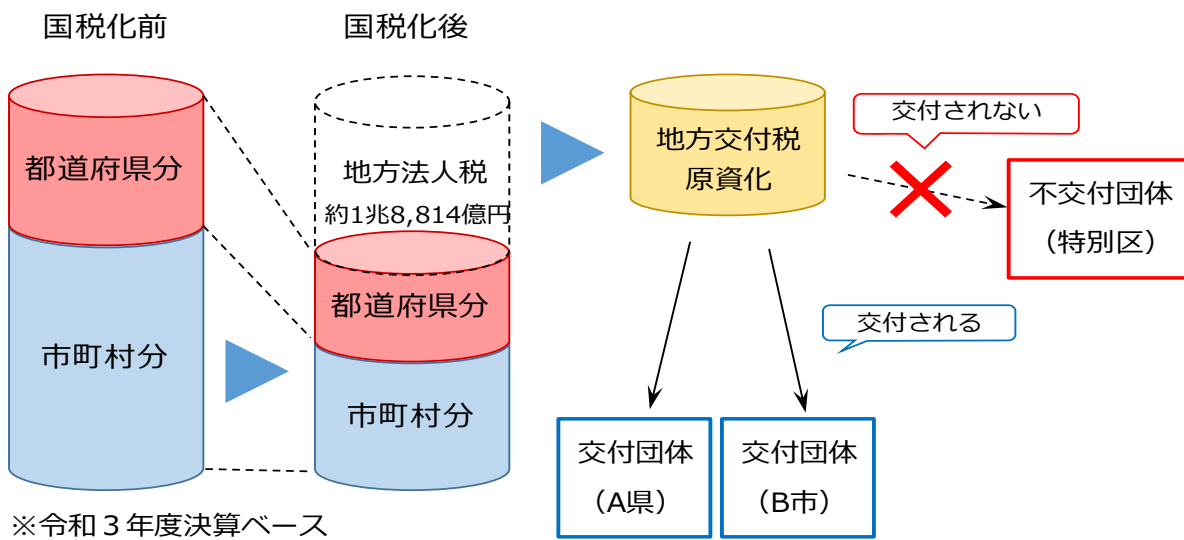 国税化前
国税化後
都道府県分
市町村分
地方法人税
約1兆8,814億円
都道府県分
市町村分
地方交付税
原資化
交付されない
不交付団体
（特別区）
交付される
交付団体
（A県）
交付団体
（B市）
※令和３年度決算ベース